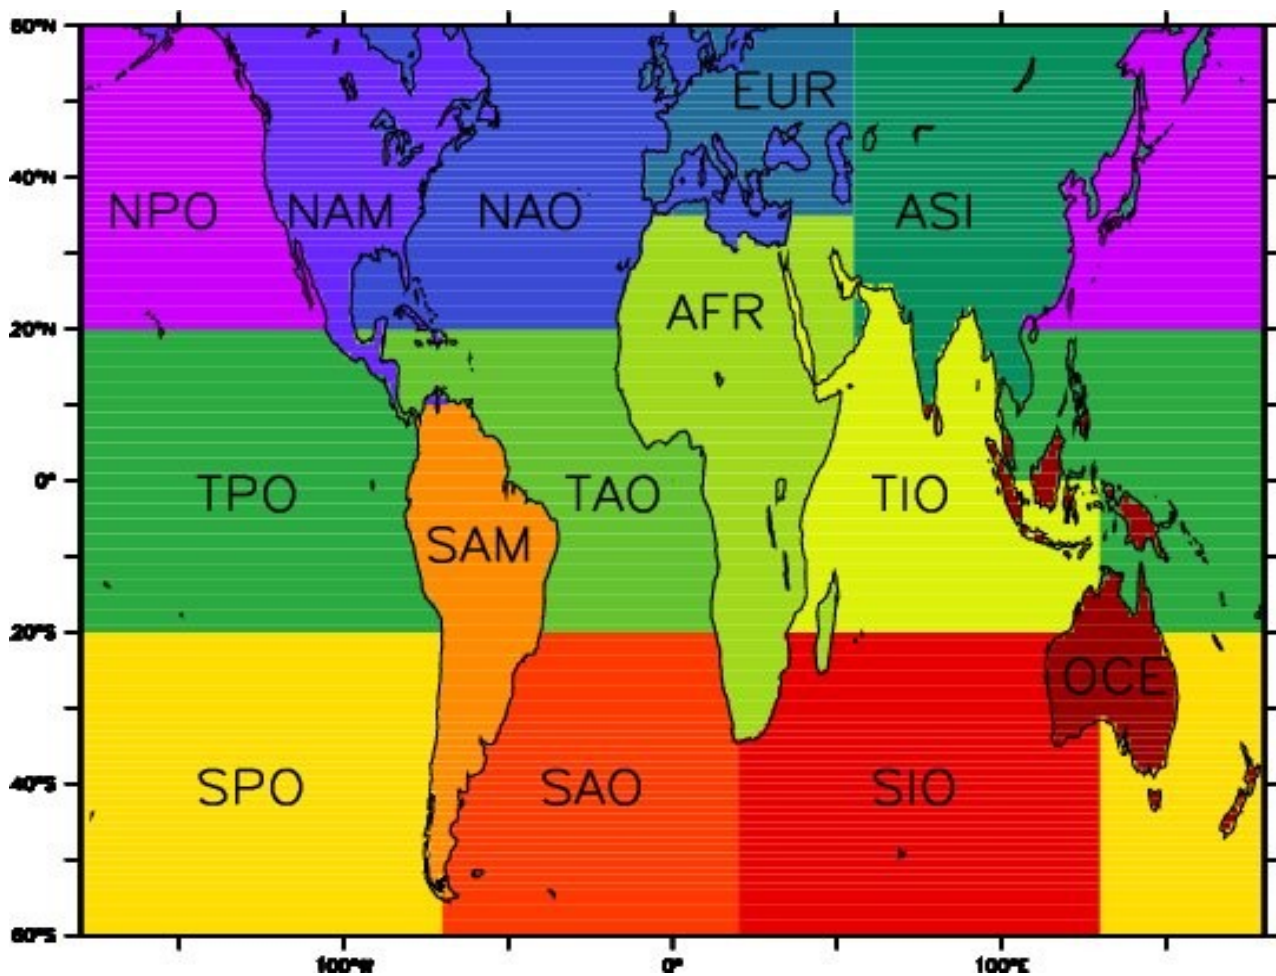 60°N
EUR
40°N
NPO NAM NAO ASI
AFR
20°N
0°
TPO TAO TIO
SAM
20°S
OCE
40°S
SPO SAO SIO
60°S
100°W 0° 100°E